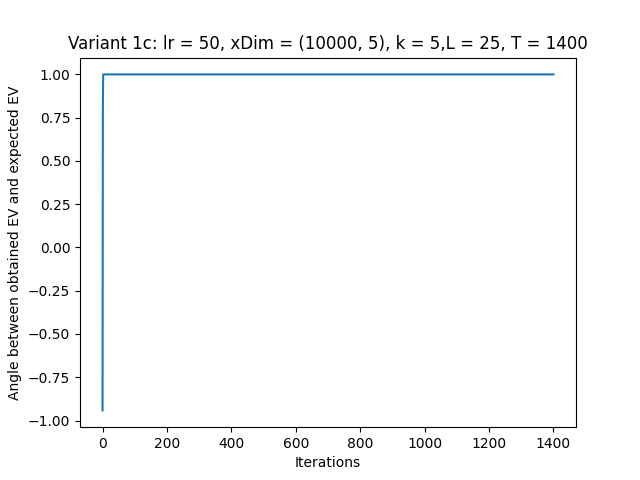 Variant 1c: lr = 50, xDim = (10000, 5), k = 5,L = 25, T = 1400
Angle between obtained EV and expected EV
1.00
0.75
0.50
0.25
0.00
−0.25
−0.50
−0.75
−1.00
0 200 400 600 800 1000 1200 1400
Iterations